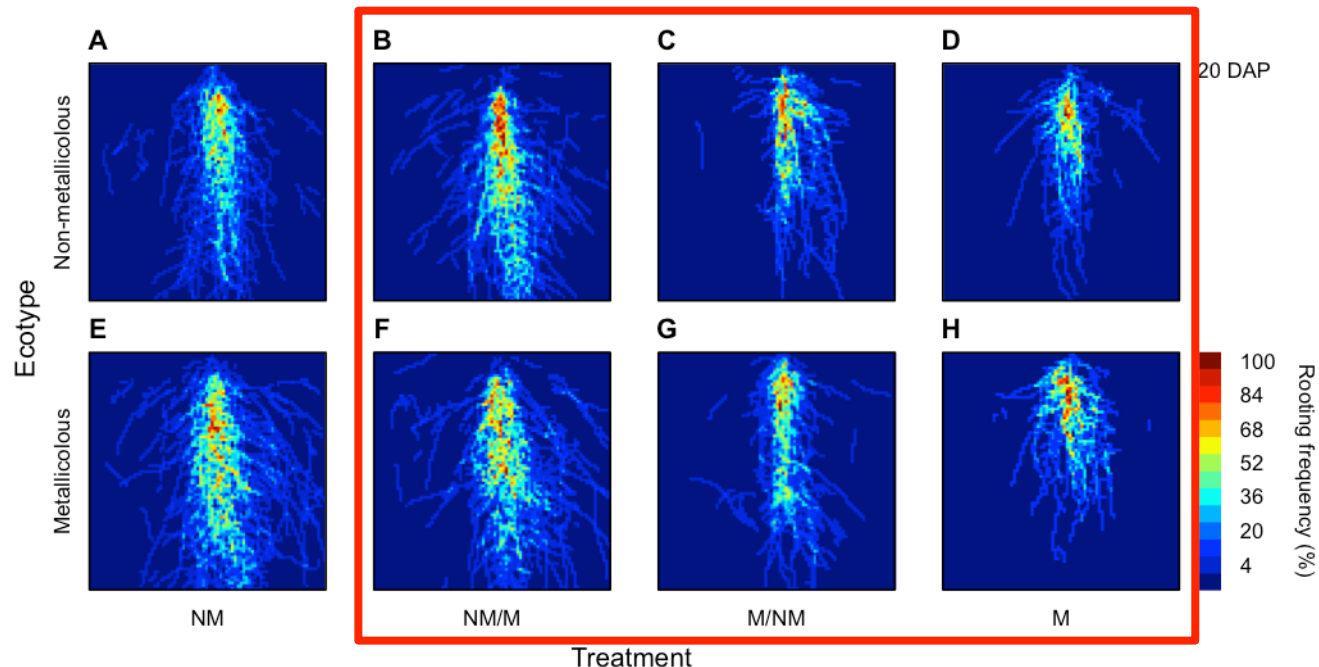 A
B
C
D
20 DAP
Non-metallicolous
Ecotype
E
F
G
H
Metallicolous
100
84
68
52
36
20
4
Rooting frequency (%)
NM
NM/M
M/NM
M
Treatment